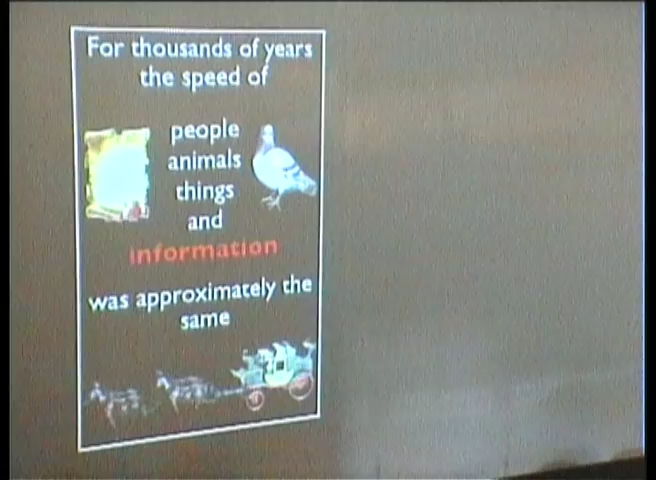 For thousands of years
the speed of
people
animals
things
and
information
was approximately the
same